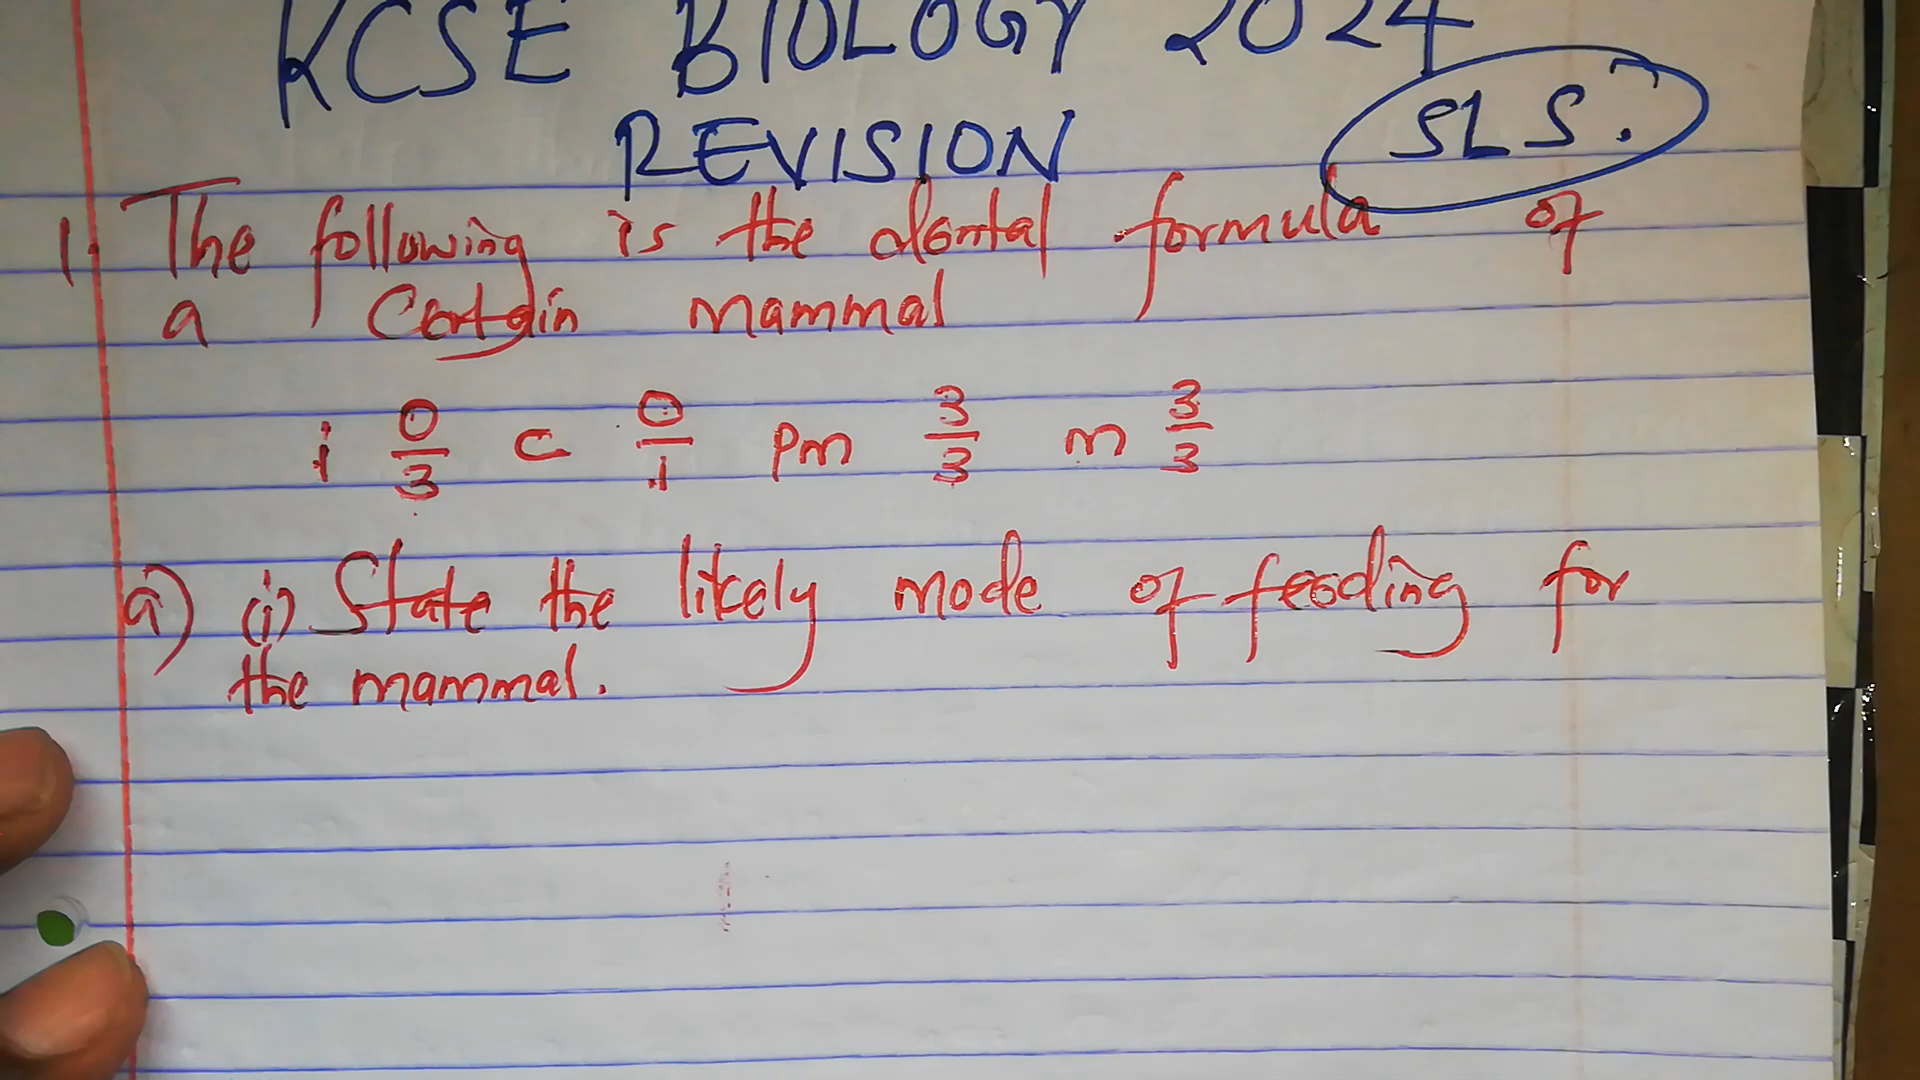 KCSE BIOLOGY 2024
REVISION
SLS.
1. The following is the dental formula of
a certain mammal
i 0/3 c 0/1 pm 3/3 m 3/3
a) (i) State the likely mode of feeding for
the mammal.